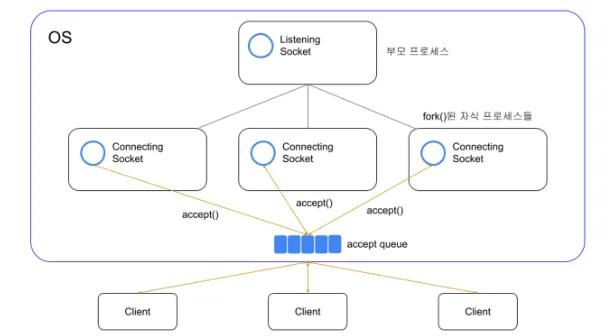 OS
Listening
Socket
부모 프로세스
fork()된 자식 프로세스들
Connecting
Socket
Connecting
Socket
Connecting
Socket
accept()
accept()
accept()
accept queue
Client
Client
Client